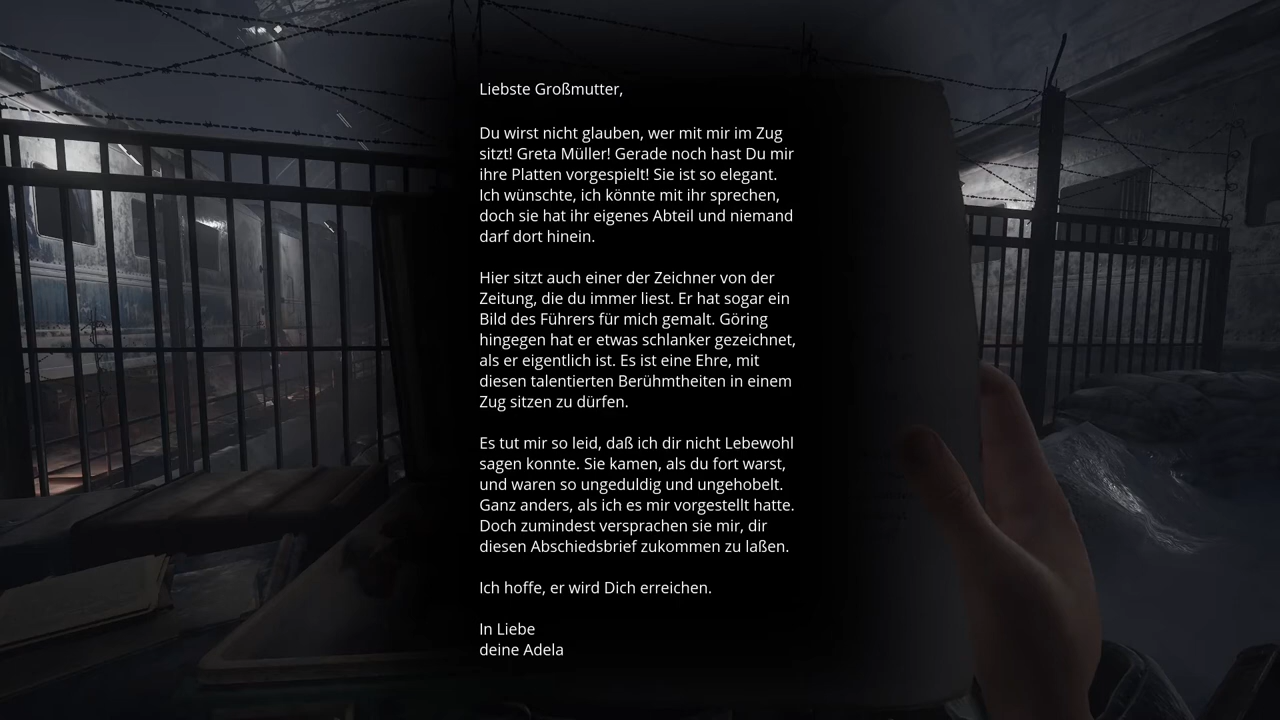 Liebste Großmutter,
Du wirst nicht glauben, wer mit mir im Zug
sitzt! Greta Müller! Gerade noch hast Du mir
ihre Platten vorgespielt! Sie ist so elegant.
Ich wünschte, ich könnte mit ihr sprechen,
doch sie hat ihr eigenes Abteil und niemand
darf dort hinein.
Hier sitzt auch einer der Zeichner von der
Zeitung, die du immer liest. Er hat sogar ein
Bild des Führers für mich gemalt. Göring
hingegen hat er etwas schlanker gezeichnet,
als er eigentlich ist. Es ist eine Ehre, mit
diesen talentierten Berühmtheiten in einem
Zug sitzen zu dürfen.
Es tut mir so leid, daß ich dir nicht Lebewohl
sagen konnte. Sie kamen, als du fort warst,
und waren so ungeduldig und ungehobelt.
Ganz anders, als ich es mir vorgestellt hatte.
Doch zumindest versprachen sie mir, dir
diesen Abschiedsbrief zukommen zu laßen.
Ich hoffe, er wird Dich erreichen.
In Liebe
deine Adela